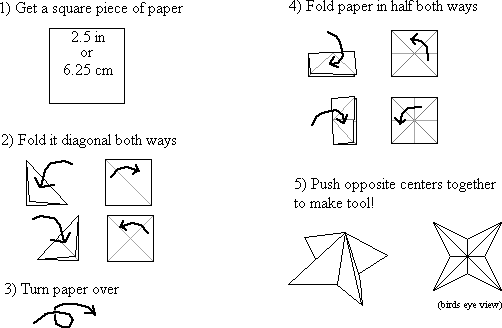 1) Get a square piece of paper
2.5 in
or
6.25 cm
2) Fold it diagonal both ways
3) Turn paper over
4) Fold paper in half both ways
5) Push opposite centers together
to make tool!
(birds eye view)